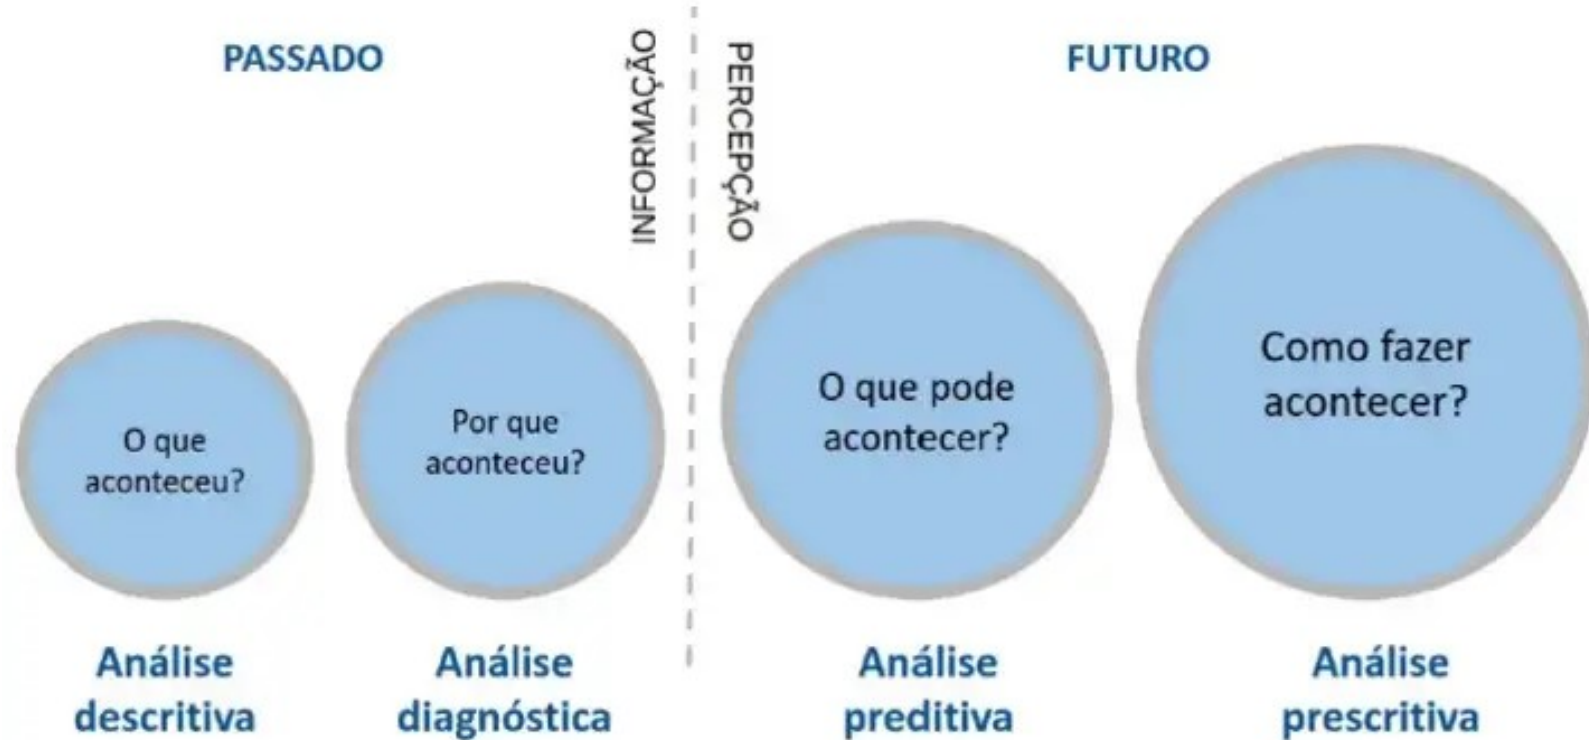 PASSADO
INFORMAÇÃO
PERCEPÇÃO
FUTURO
O que
aconteceu?
Por que
aconteceu?
O que pode
acontecer?
Como fazer
acontecer?
Análise
descritiva
Análise
diagnóstica
Análise
preditiva
Análise
prescritiva